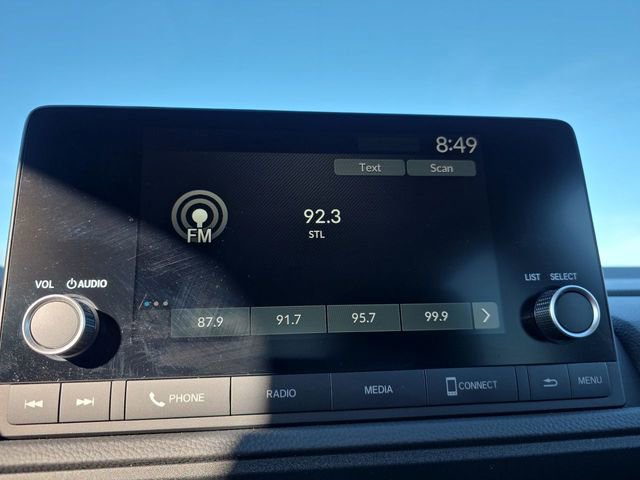 8:49
Text Scan
92.3
STL
FM
VOL AUDIO
LIST SELECT
87.9 91.7 95.7 99.9
PHONE RADIO MEDIA CONNECT MENU